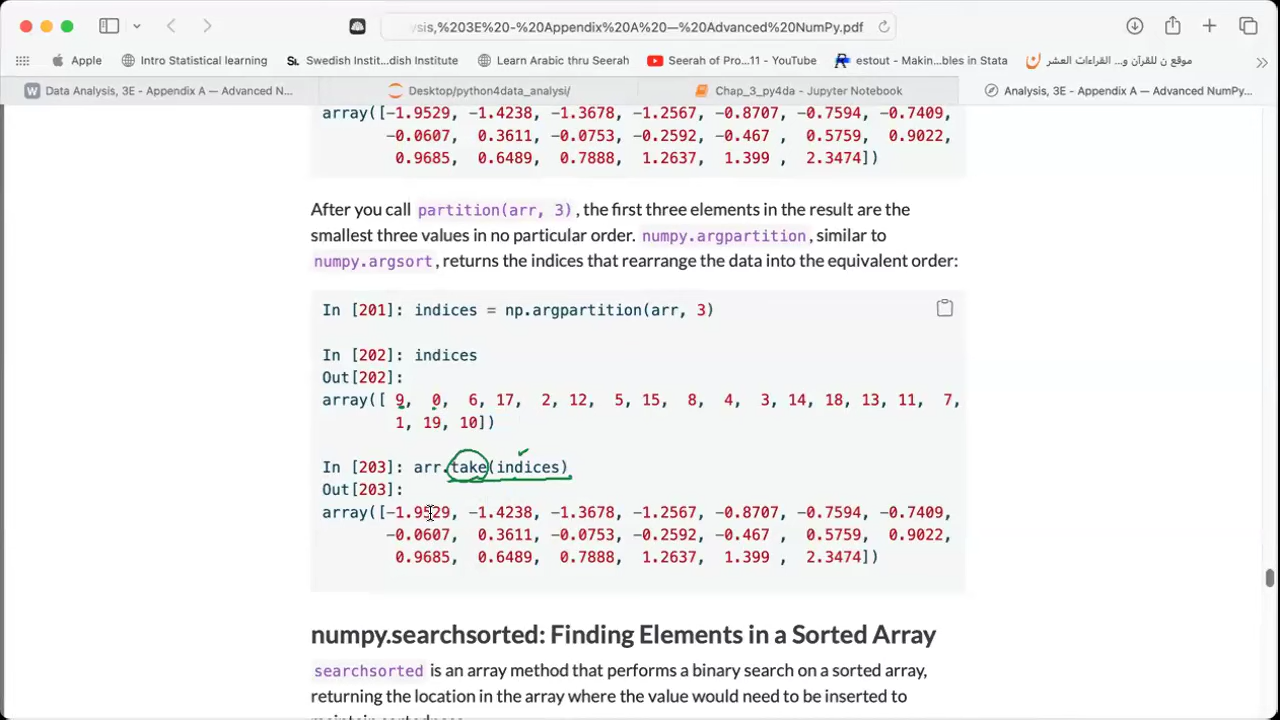 ysis,%203E%20-%20Appendix%20A%20—%20Advanced%20NumPy.pdf
Apple
Intro Statistical learning
Swedish Instit...dish Institute
Learn Arabic thru Seerah
Seerah of Pro...11 - YouTube
estout - Makin...bles in Stata
موقع ن للقرآن و... القراءات العشر
Data Analysis, 3E - Appendix A — Advanced N...
Desktop/python4data_analysi/
Chap_3_py4da - Jupyter Notebook
Analysis, 3E - Appendix A — Advanced NumPy...
array([-1.9529, -1.4238, -1.3678, -1.2567, -0.8707, -0.7594, -0.7409,
-0.0607, 0.3611, -0.0753, -0.2592, -0.467 , 0.5759, 0.9022,
0.9685, 0.6489, 0.7888, 1.2637, 1.399 , 2.3474])
After you call partition(arr, 3), the first three elements in the result are the
smallest three values in no particular order. numpy.argpartition, similar to
numpy.argsort, returns the indices that rearrange the data into the equivalent order:
In [201]: indices = np.argpartition(arr, 3)
In [202]: indices
Out[202]:
array([ 9, 0, 6, 17, 2, 12, 5, 15, 8, 4, 3, 14, 18, 13, 11, 7,
1, 19, 10])
In [203]: arr.take(indices)
Out[203]:
array([-1.9529, -1.4238, -1.3678, -1.2567, -0.8707, -0.7594, -0.7409,
-0.0607, 0.3611, -0.0753, -0.2592, -0.467 , 0.5759, 0.9022,
0.9685, 0.6489, 0.7888, 1.2637, 1.399 , 2.3474])
numpy.searchsorted: Finding Elements in a Sorted Array
searchsorted is an array method that performs a binary search on a sorted array,
returning the location in the array where the value would need to be inserted to
maintain sortedness.